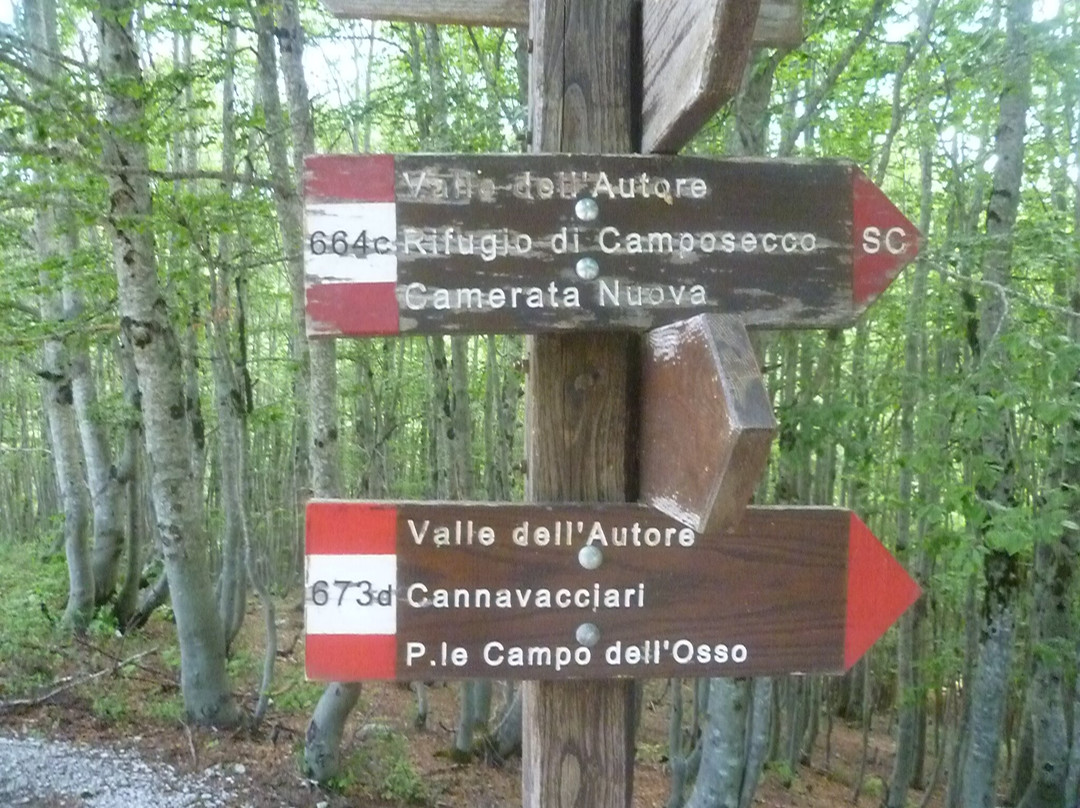 Valle dell'Autore
664c Rifugio di Camposecco SC
Camerata Nuova
Valle dell'Autore
673d Cannavacciari
P.le Campo dell'Osso